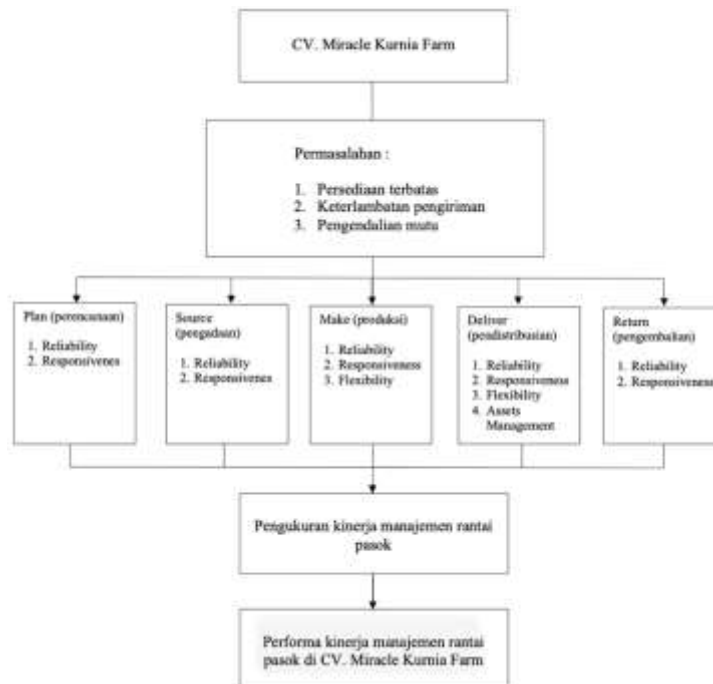 CV. Miracle Kurnia Farm
Permasalahan :
1. Persediaan terbatas
2. Keterlambatan pengiriman
3. Pengendalian mutu
Plan (perencanaan)
1. Reliability
2. Responsivenes
Source
(pengadaan)
1. Reliability
2. Responsivenes
Make (produksi)
1. Reliability
2. Responsiveness
3. Flexibility
Deliver
(pendistribusian)
1. Reliability
2. Responsiveness
3. Flexibility
4. Assets
Management
Return
(pengembalian)
1. Reliability
2. Responsiveness
Pengukuran kinerja manajemen rantai
pasok
Performa kinerja manajemen rantai
pasok di CV. Miracle Kurnia Farm